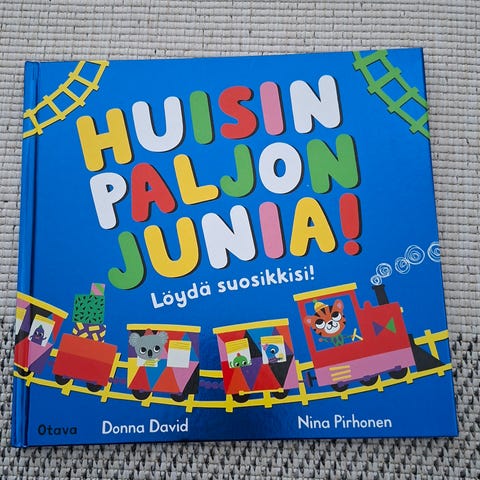 HUISIN
PALJON
JUNIA!
Löydä suosikkisi!
Otava Donna David Nina Pirhonen